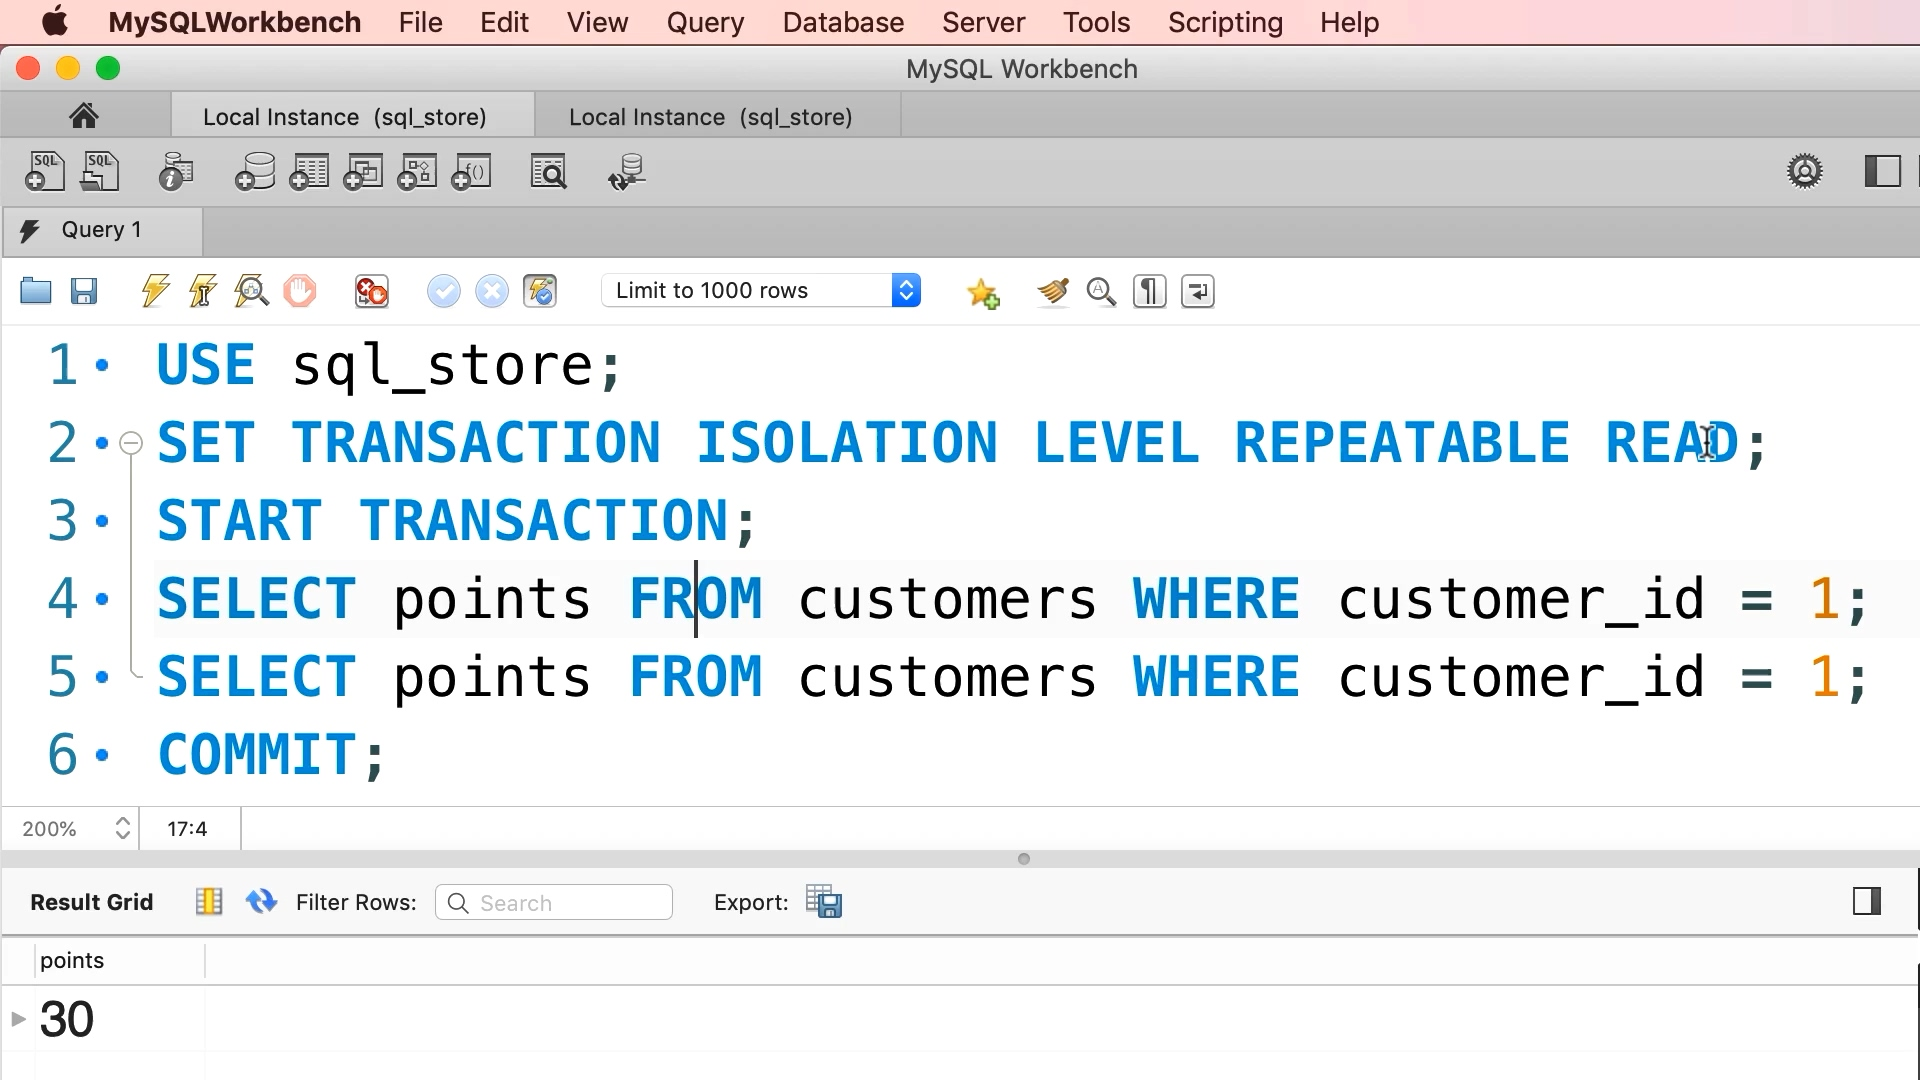 MySQLWorkbench File Edit View Query Database Server Tools Scripting Help
MySQL Workbench
Local Instance (sql_store) Local Instance (sql_store)
SQL SQL i f()
Query 1
Limit to 1000 rows
1 USE sql_store;
2 SET TRANSACTION ISOLATION LEVEL REPEATABLE READ;
3 START TRANSACTION;
4 SELECT points FROM customers WHERE customer_id = 1;
5 SELECT points FROM customers WHERE customer_id = 1;
6 COMMIT;
200% 17:4
Result Grid Filter Rows: Search Export:
points
30